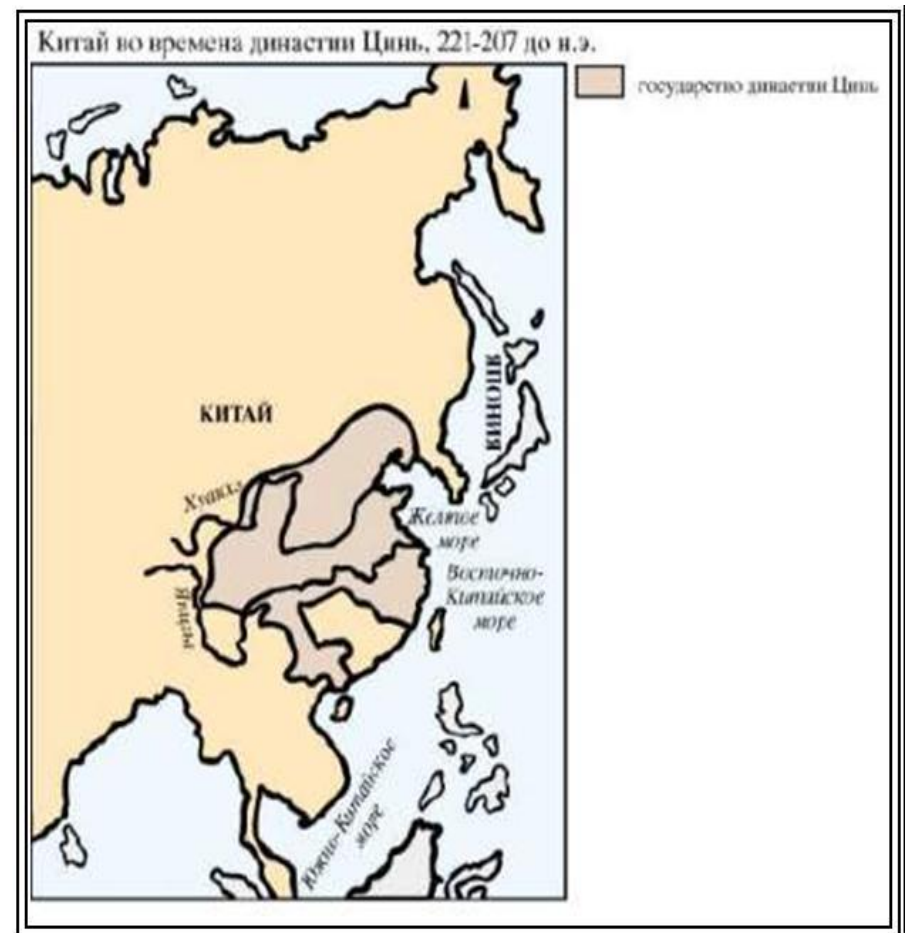 Китай во времена династии Цинь, 221-207 до н.э.
государство династии Цинь
КИТАЙ
ЯПОНИЯ
Хуанхэ
Желтое
море
Восточно-
Китайское
море
Янцзы
Южно-Китайское
море